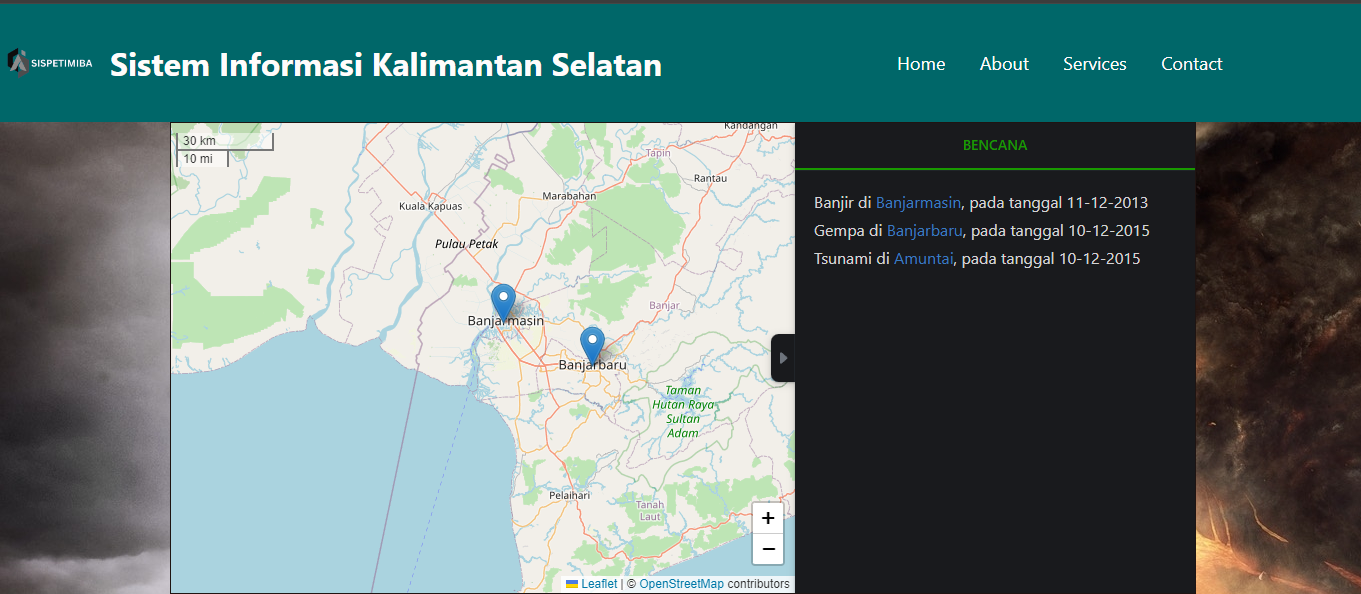 SISPETIMIBA
Sistem Informasi Kalimantan Selatan
Home About Services Contact
30 km
10 mi
Kandangan
Tapin
Rantau
Marabahan
Kuala Kapuas
Pulau Petak
Banjar
Banjarmasin
Banjarbaru
Taman
Hutan Raya
Sultan
Adam
Pelaihari
Tanah
Laut
+
−
Leaflet | © OpenStreetMap contributors
BENCANA
Banjir di Banjarmasin, pada tanggal 11-12-2013
Gempa di Banjarbaru, pada tanggal 10-12-2015
Tsunami di Amuntai, pada tanggal 10-12-2015